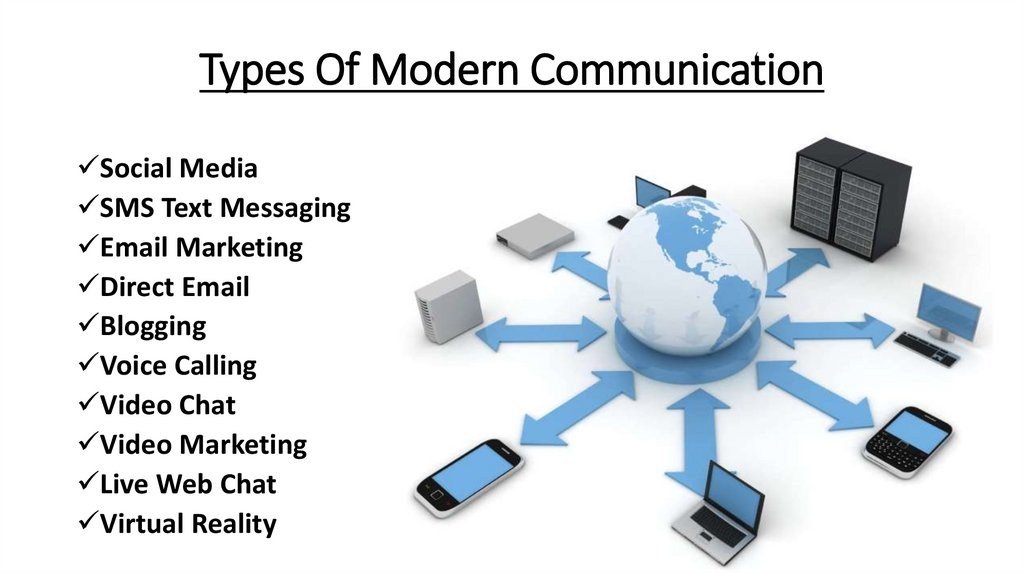 Types Of Modern Communication
✓Social Media
✓SMS Text Messaging
✓Email Marketing
✓Direct Email
✓Blogging
✓Voice Calling
✓Video Chat
✓Video Marketing
✓Live Web Chat
✓Virtual Reality